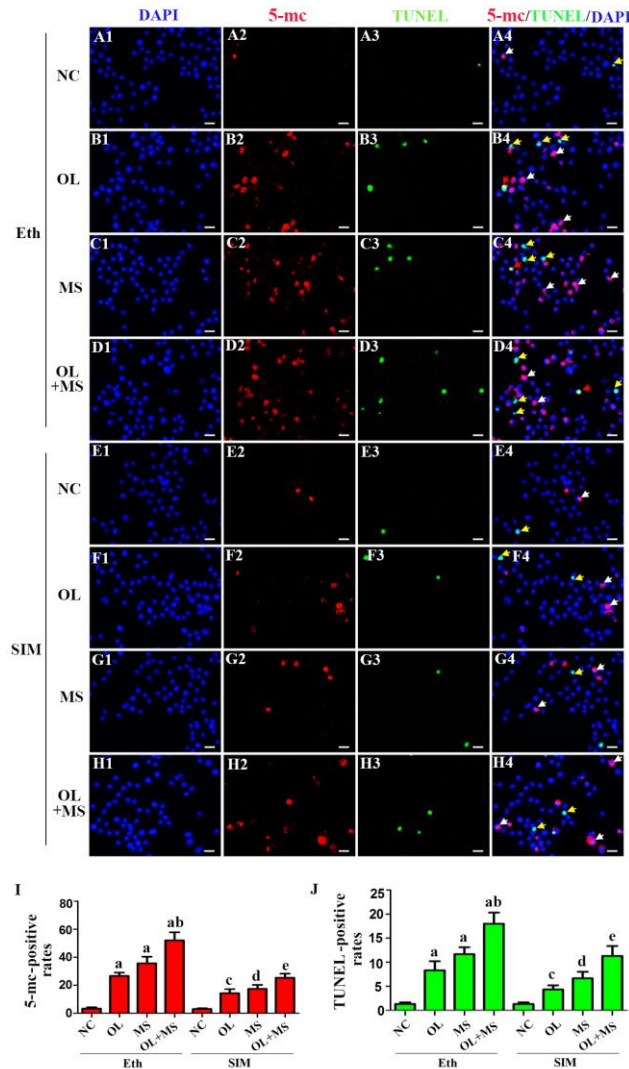 DAPI 5-mc TUNEL 5-mc/TUNEL/DAPI
Eth
NC A1 A2 A3 A4
OL B1 B2 B3 B4
MS C1 C2 C3 C4
OL +MS D1 D2 D3 D4
SIM
NC E1 E2 E3 E4
OL F1 F2 F3 F4
MS G1 G2 G3 G4
OL +MS H1 H2 H3 H4
I
5-mc-positive rates
80
60
40
20
0
a a ab c d e
NC OL MS OL+MS NC OL MS OL+MS
Eth SIM
J
TUNEL -positive rates
25
20
15
10
5
0
a a ab c d e
NC OL MS OL+MS NC OL MS OL+MS
Eth SIM